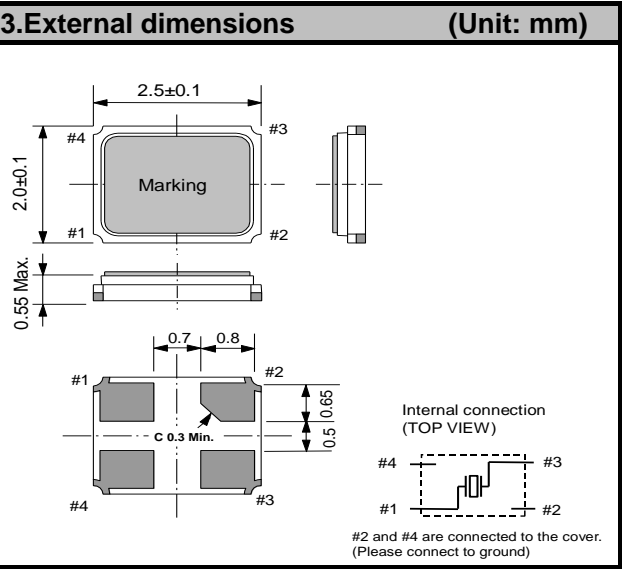 3.External dimensions (Unit: mm)
2.5±0.1
#4
#3
2.0±0.1
Marking
#1
#2
0.55 Max.
0.7
0.8
#1
#2
0.65
C 0.3 Min.
0.5
#4
#3
Internal connection
(TOP VIEW)
#4
#3
#1
#2
#2 and #4 are connected to the cover.
(Please connect to ground)